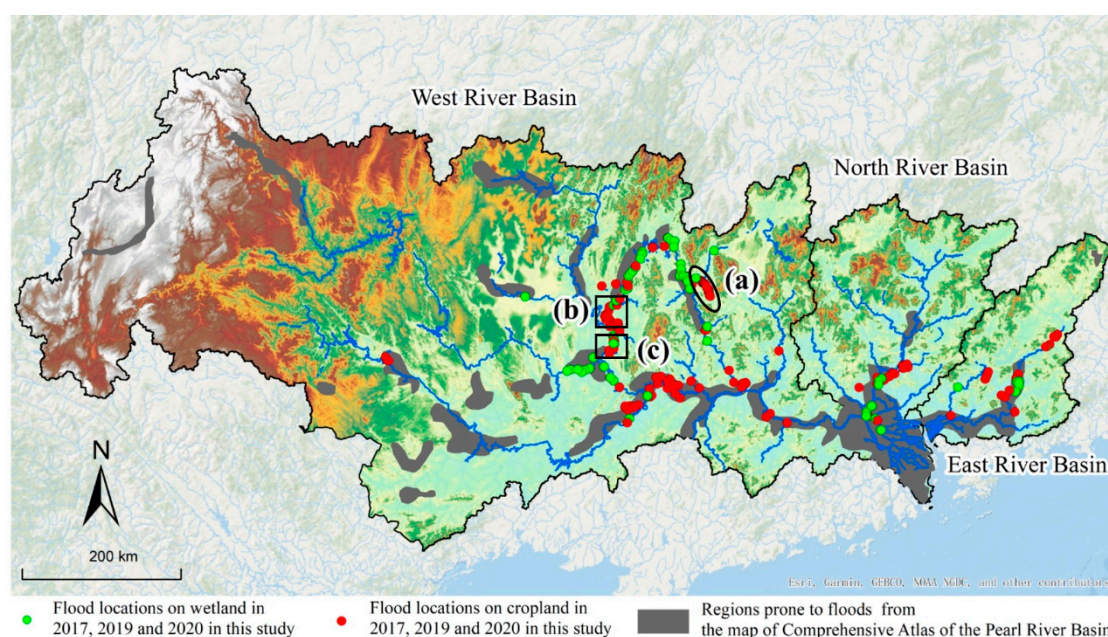 West River Basin
North River Basin
(a)
(b)
(c)
East River Basin
N
200 km
Esri, Garmin, GEBCO, NOAA NGDC, and other contributors
Flood locations on wetland in
2017, 2019 and 2020 in this study
Flood locations on cropland in
2017, 2019 and 2020 in this study
Regions prone to floods from
the map of Comprehensive Atlas of the Pearl River Basin